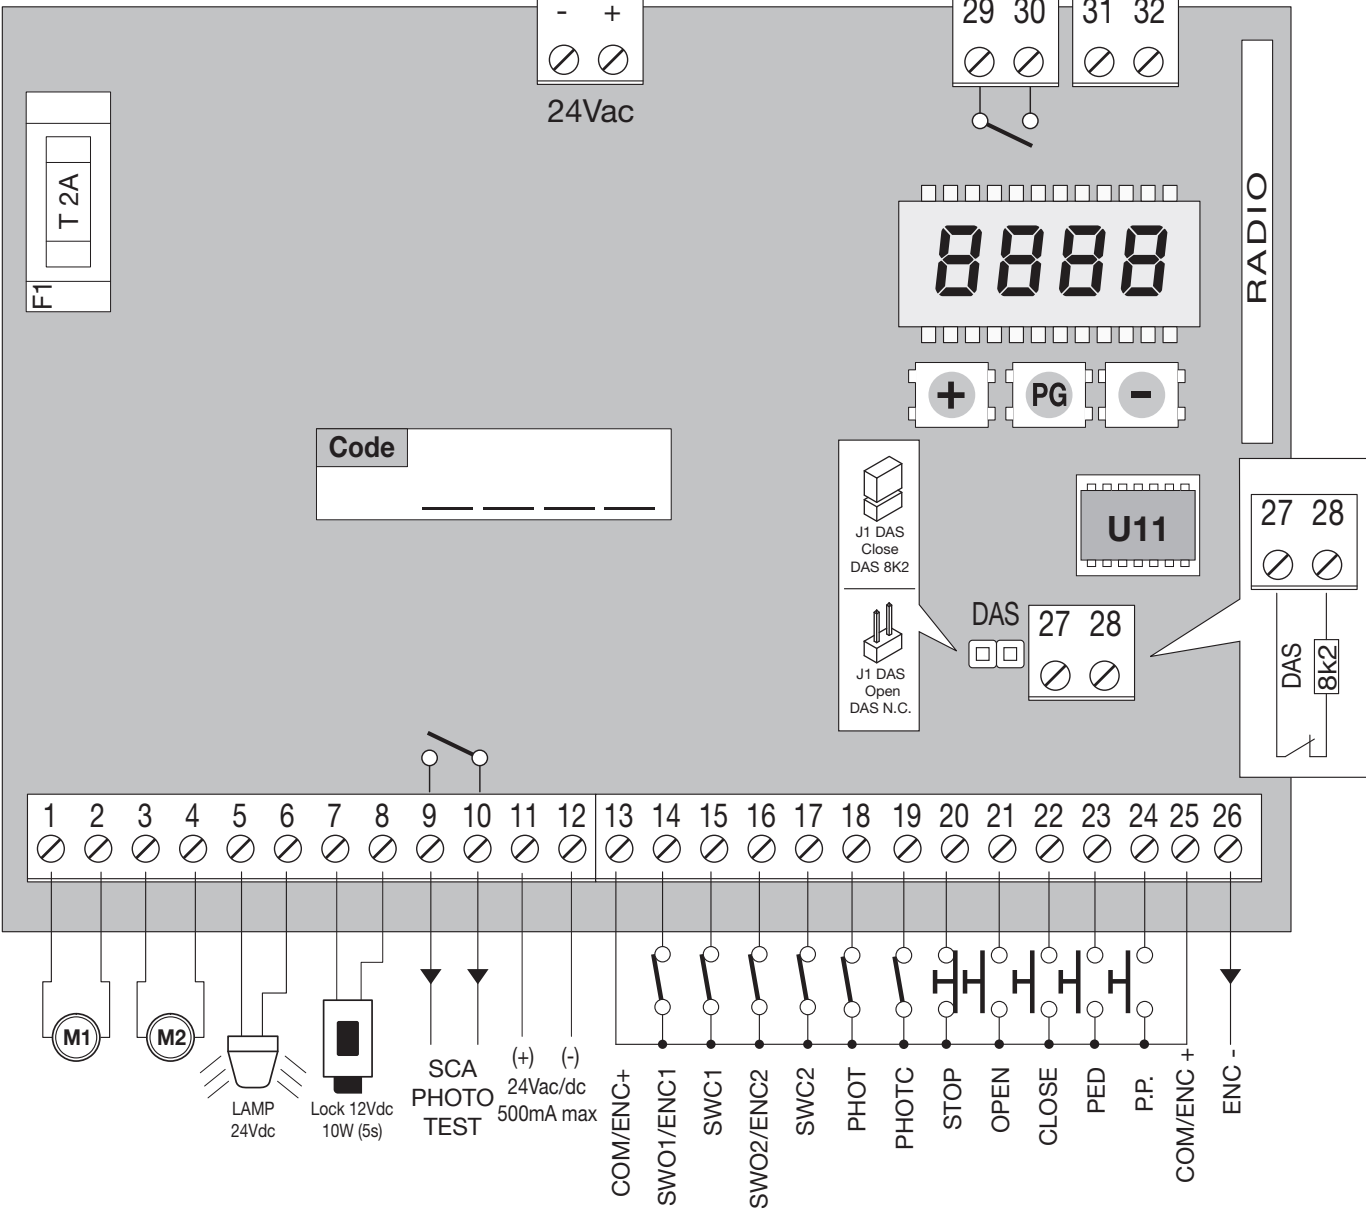 - +
29 30 31 32
24Vac
T 2A
F1
RADIO
8888
+ PG -
Code
J1 DAS
Close
DAS 8K2
J1 DAS
Open
DAS N.C.
U11
DAS
27 28
27 28
DAS
8k2
1 2 3 4 5 6 7 8 9 10 11 12 13 14 15 16 17 18 19 20 21 22 23 24 25 26
M1
M2
LAMP
24Vdc
Lock 12Vdc
10W (5s)
SCA
PHOTO
TEST
(+) (-)
24Vac/dc
500mA max
COM/ENC+
SWO1/ENC1
SWC1
SWO2/ENC2
SWC2
PHOT
PHOTC
STOP
OPEN
CLOSE
PED
P.P.
COM/ENC +
ENC -